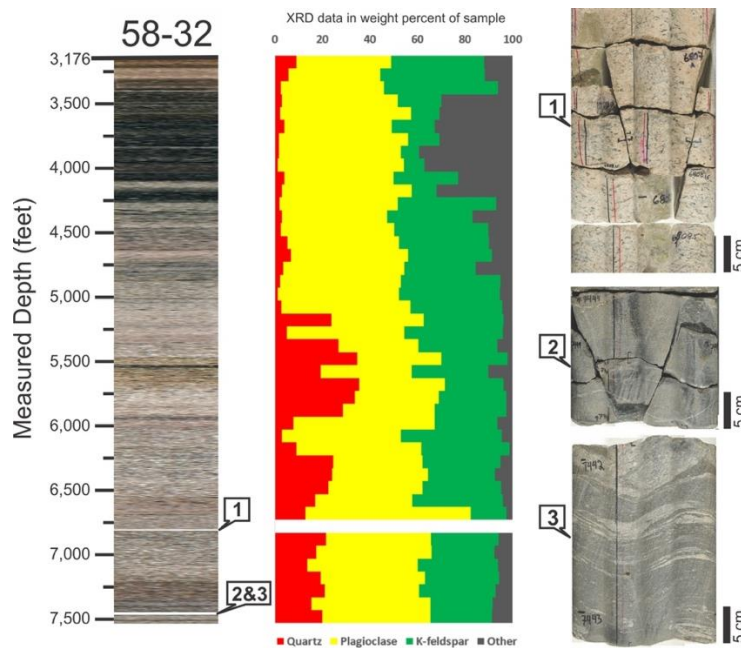 58-32
XRD data in weight percent of sample
0 20 40 60 80 100
Measured Depth (feet)
3,176
3,500
4,000
4,500
5,000
5,500
6,000
6,500
7,000
7,500
1
2&3
Quartz Plagioclase K-feldspar Other
1
5 cm
2
5 cm
3
7442
7443
5 cm